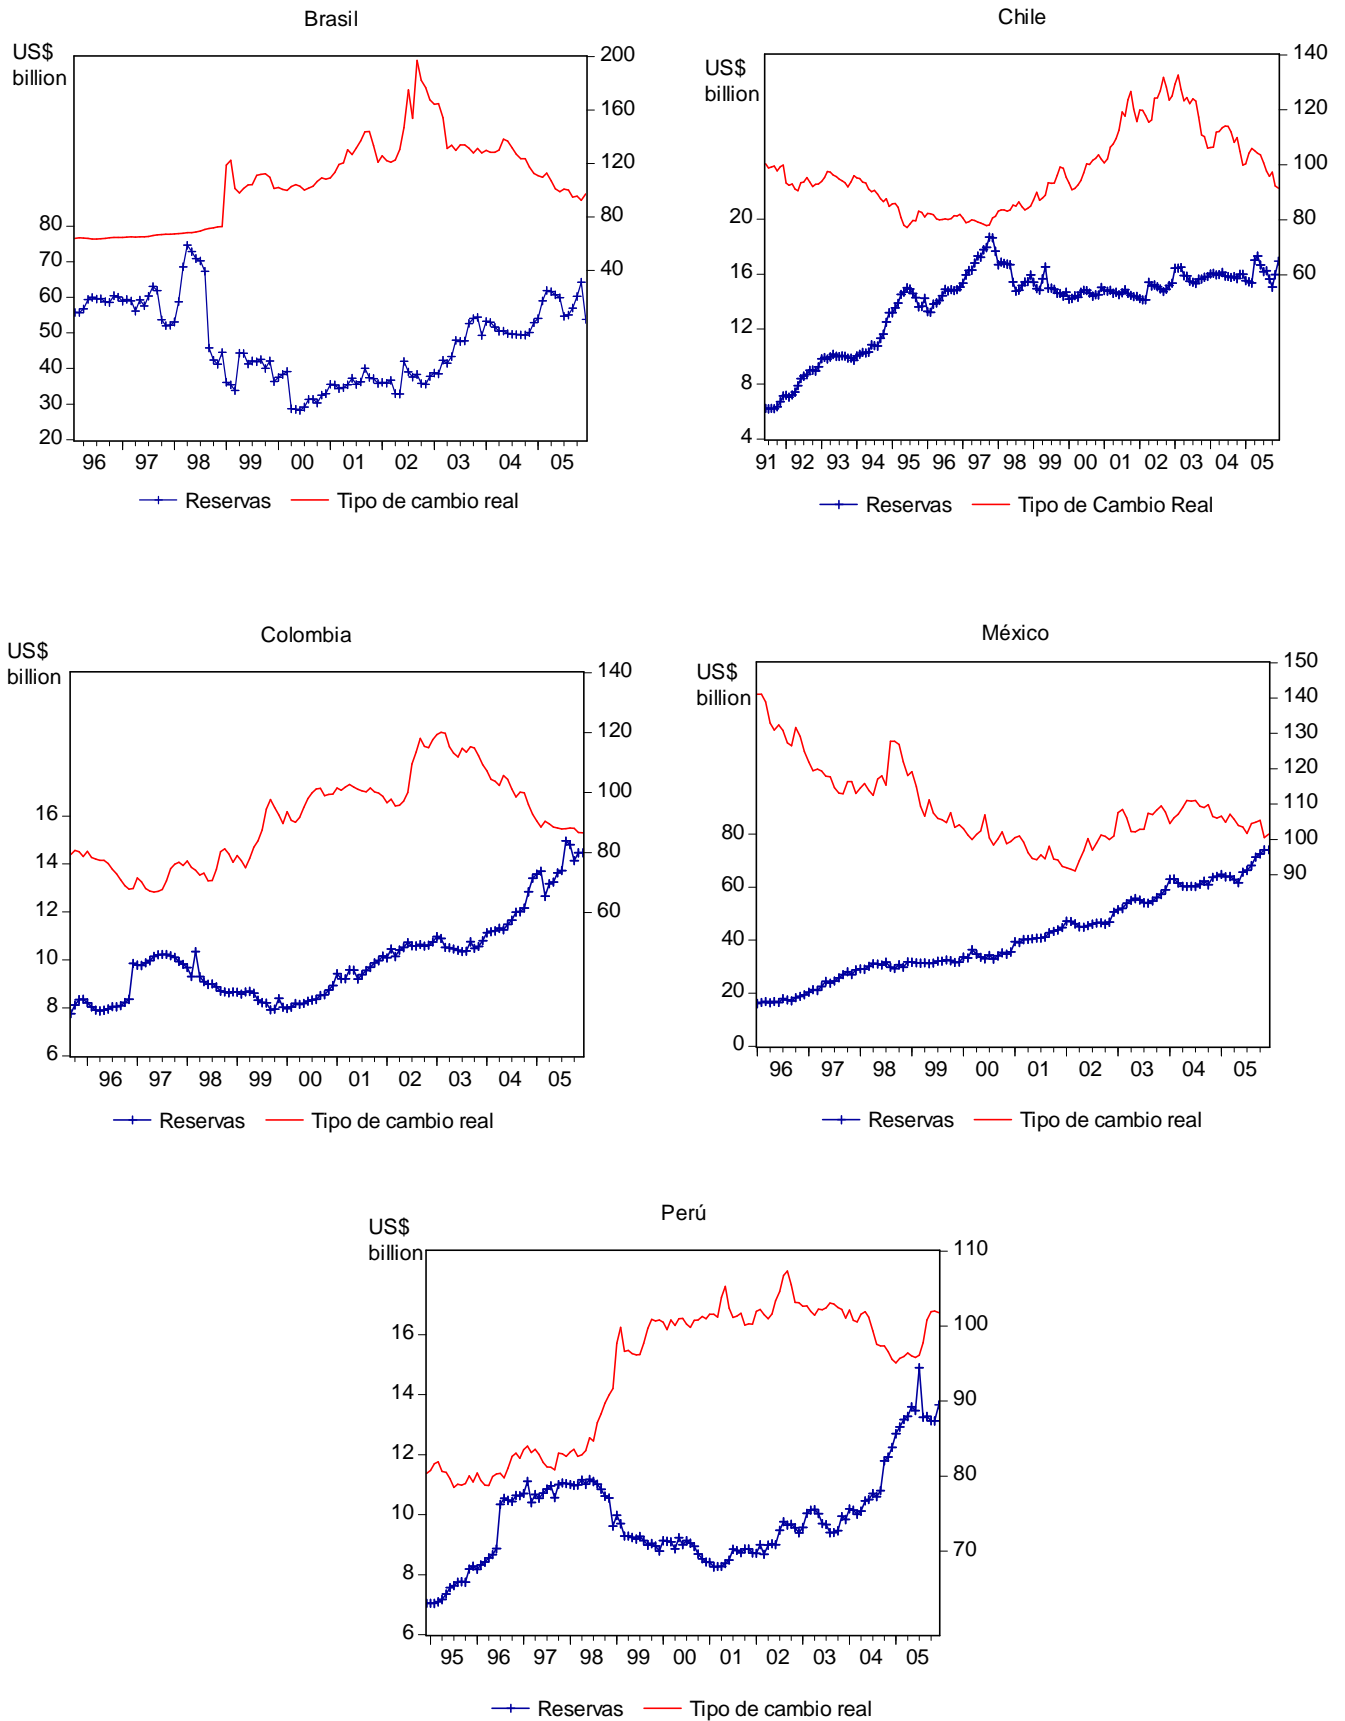 Brasil
US$
billion
200
160
120
80
40
80
70
60
50
40
30
20
96 97 98 99 00 01 02 03 04 05
Reservas Tipo de cambio real
Chile
US$
billion
140
120
100
80
60
20
16
12
8
4
91 92 93 94 95 96 97 98 99 00 01 02 03 04 05
Reservas Tipo de Cambio Real
Colombia
US$
billion
140
120
100
80
60
16
14
12
10
8
6
96 97 98 99 00 01 02 03 04 05
Reservas Tipo de cambio real
México
US$
billion
150
140
130
120
110
100
90
80
60
40
20
0
96 97 98 99 00 01 02 03 04 05
Reservas Tipo de cambio real
Perú
US$
billion
110
100
90
80
70
16
14
12
10
8
6
95 96 97 98 99 00 01 02 03 04 05
Reservas Tipo de cambio real